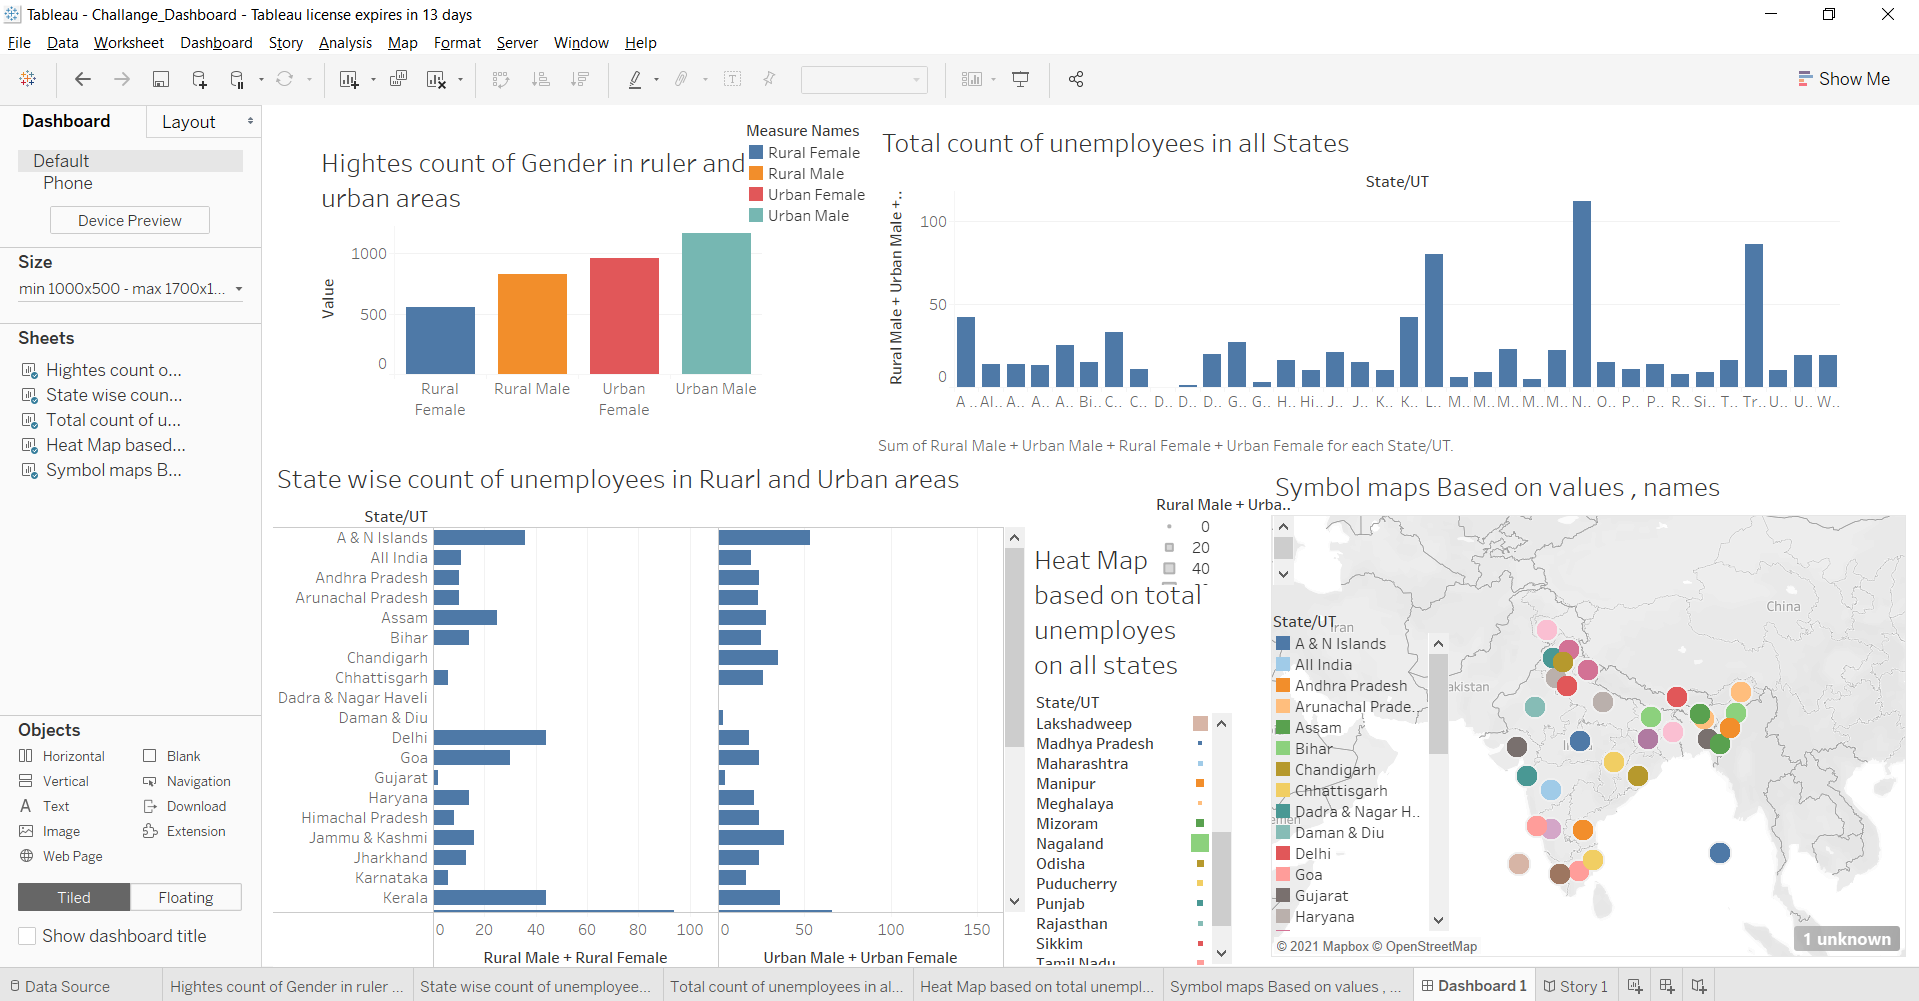 Tableau - Challange_Dashboard - Tableau license expires in 13 days
File Data Worksheet Dashboard Story Analysis Map Format Server Window Help
Show Me
Dashboard
Layout
Default
Phone
Device Preview
Size
min 1000x500 - max 1700x1...
Sheets
Hightes count o...
State wise coun...
Total count of u...
Heat Map based...
Symbol maps B...
Objects
Horizontal
Blank
Vertical
Navigation
Text
Download
Image
Extension
Web Page
Tiled
Floating
Show dashboard title
Hightes count of Gender in ruler and
urban areas
Measure Names
Rural Female
Rural Male
Urban Female
Urban Male
Value
1000
500
0
Rural
Female
Rural Male
Urban
Female
Urban Male
Total count of unemployees in all States
State/UT
Rural Male + Urban Male +..
100
50
0
A .. Al.. A.. A.. A.. Bi.. C.. C.. D.. D.. D.. G.. G.. H.. Hi.. J.. J.. K.. K.. L.. M.. M.. M.. M.. M.. N.. O.. P.. P.. R.. Si.. T.. Tr.. U.. U.. W..
Sum of Rural Male + Urban Male + Rural Female + Urban Female for each State/UT.
State wise count of unemployees in Ruarl and Urban areas
State/UT
A & N Islands
All India
Andhra Pradesh
Arunachal Pradesh
Assam
Bihar
Chandigarh
Chhattisgarh
Dadra & Nagar Haveli
Daman & Diu
Delhi
Goa
Gujarat
Haryana
Himachal Pradesh
Jammu & Kashmi
Jharkhand
Karnataka
Kerala
0 20 40 60 80 100
0 50 100 150
Rural Male + Rural Female
Urban Male + Urban Female
Rural Male + Urba..
0
20
40
Heat Map
based on total
unemployes
on all states
State/UT
Lakshadweep
Madhya Pradesh
Maharashtra
Manipur
Meghalaya
Mizoram
Nagaland
Odisha
Puducherry
Punjab
Rajasthan
Sikkim
Tamil Nadu
Symbol maps Based on values , names
State/UT
A & N Islands
All India
Andhra Pradesh
Arunachal Prade..
Assam
Bihar
Chandigarh
Chhattisgarh
Dadra & Nagar H..
Daman & Diu
Delhi
Goa
Gujarat
Haryana
China
© 2021 Mapbox © OpenStreetMap
1 unknown
Data Source
Hightes count of Gender in ruler ...
State wise count of unemployee...
Total count of unemployees in al...
Heat Map based on total unempl...
Symbol maps Based on values , ...
Dashboard 1
Story 1